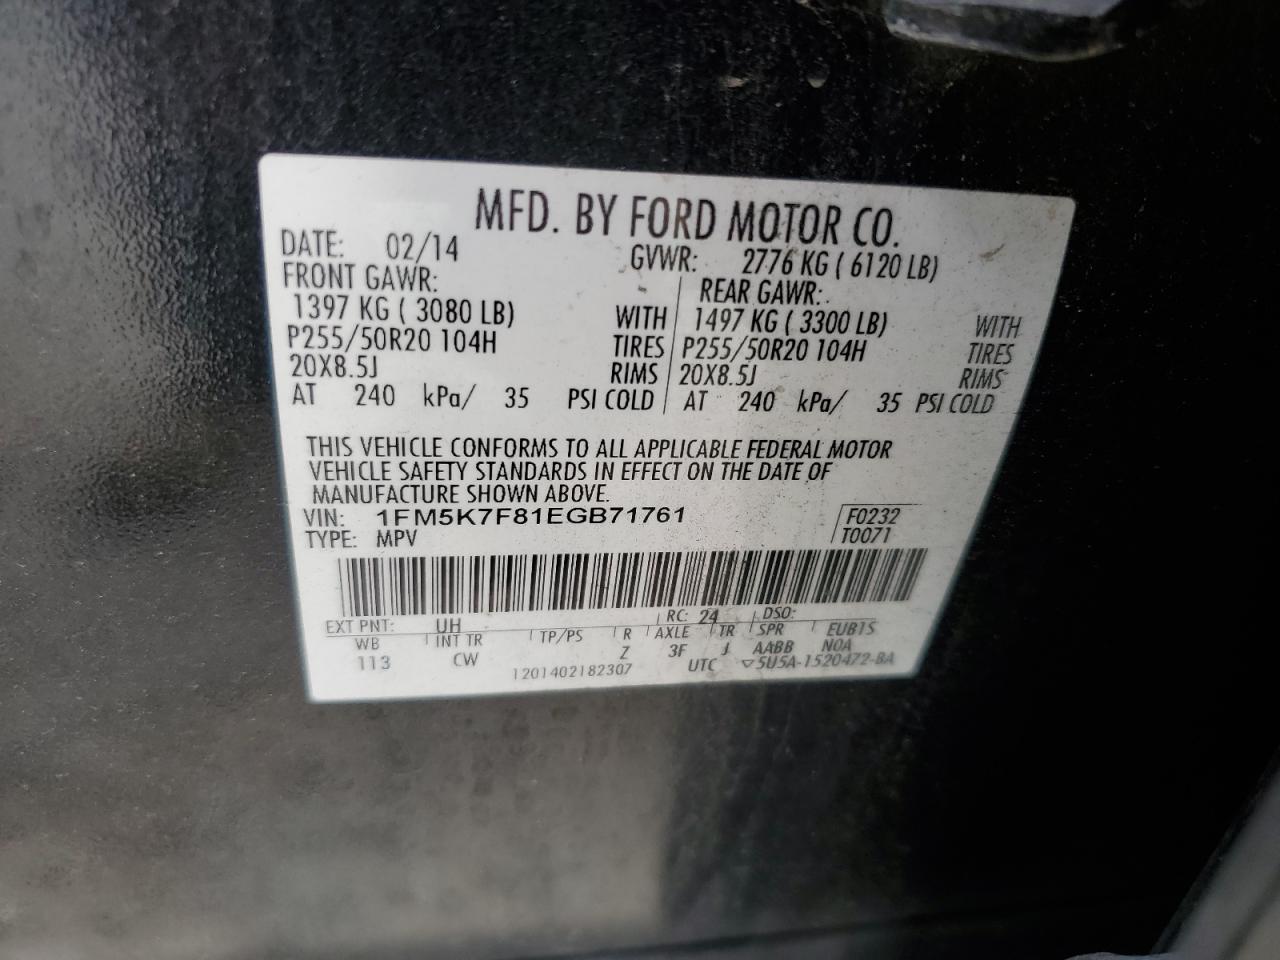 MFD. BY FORD MOTOR CO.
DATE: 02/14 GVWR: 2776 KG ( 6120 LB)
FRONT GAWR: REAR GAWR:
1397 KG ( 3080 LB) WITH 1497 KG ( 3300 LB) WITH
P255/50R20 104H TIRES P255/50R20 104H TIRES
20X8.5J RIMS 20X8.5J RIMS
AT 240 kPa/ 35 PSI COLD AT 240 kPa/ 35 PSI COLD
THIS VEHICLE CONFORMS TO ALL APPLICABLE FEDERAL MOTOR
VEHICLE SAFETY STANDARDS IN EFFECT ON THE DATE OF
MANUFACTURE SHOWN ABOVE.
VIN: 1FM5K7F81EGB71761 F0232
TYPE: MPV T0071
EXT PNT: UH RC: 24 DSO:
WB INT TR TP/PS R AXLE TR SPR EUB1S
113 CW Z 3F J AABB N0A
1201402182307 UTC ▽5U5A-1520472-BA